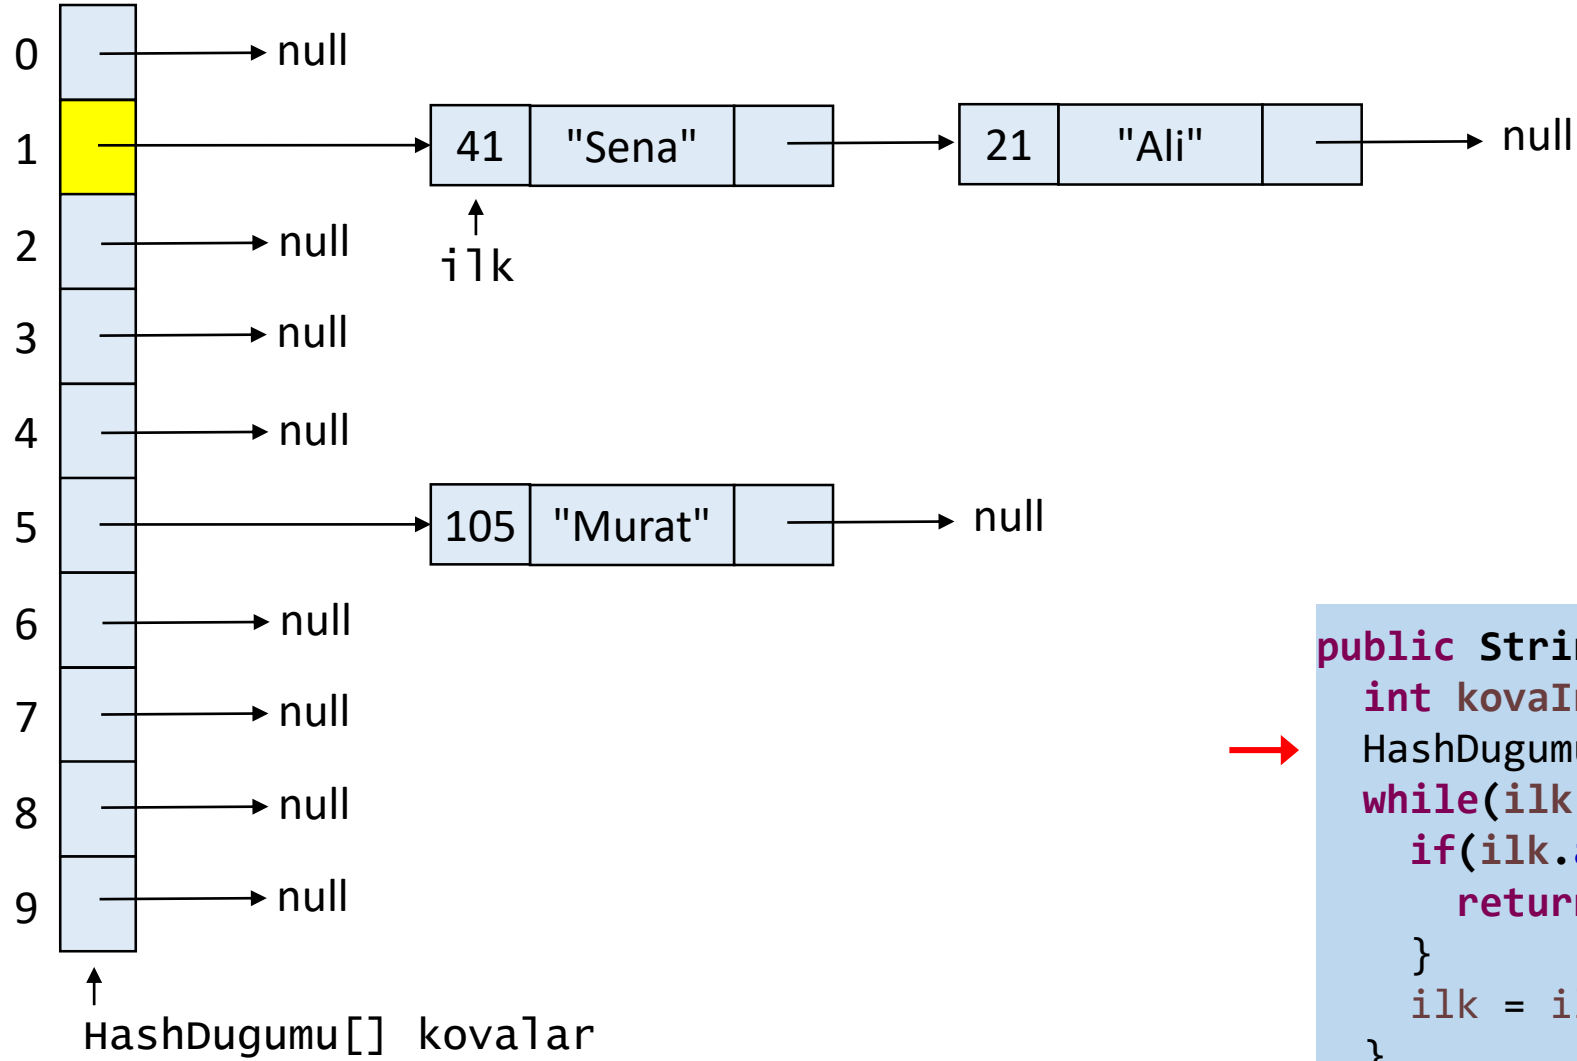 0 null
1 41 "Sena" 21 "Ali" null
2 null
ilk
3 null
4 null
5 105 "Murat" null
6 null
7 null
8 null
9 null
HashDugumu[] kovalar
public
int
while(ilk
if(ilk.
}
ilk =
}